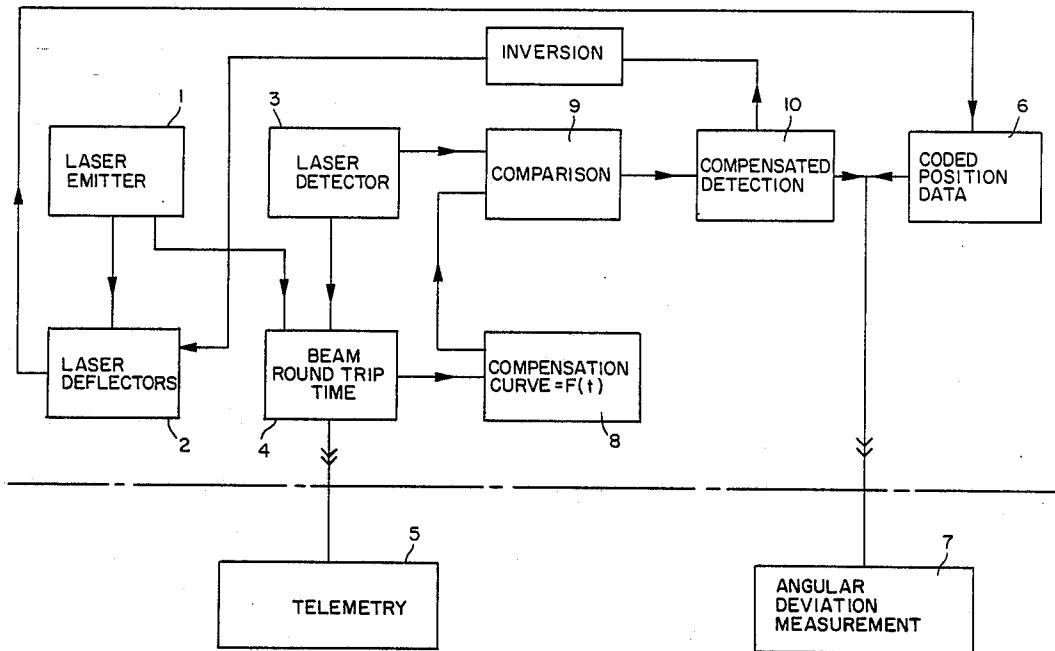 INVERSION
1
3
9
10
6
LASER
EMITTER
LASER
DETECTOR
COMPARISON
COMPENSATED
DETECTION
CODED
POSITION
DATA
LASER
DEFLECTORS
2
BEAM
ROUND TRIP
TIME
4
COMPENSATION
CURVE=F(t)
8
5
TELEMETRY
7
ANGULAR
DEVIATION
MEASUREMENT